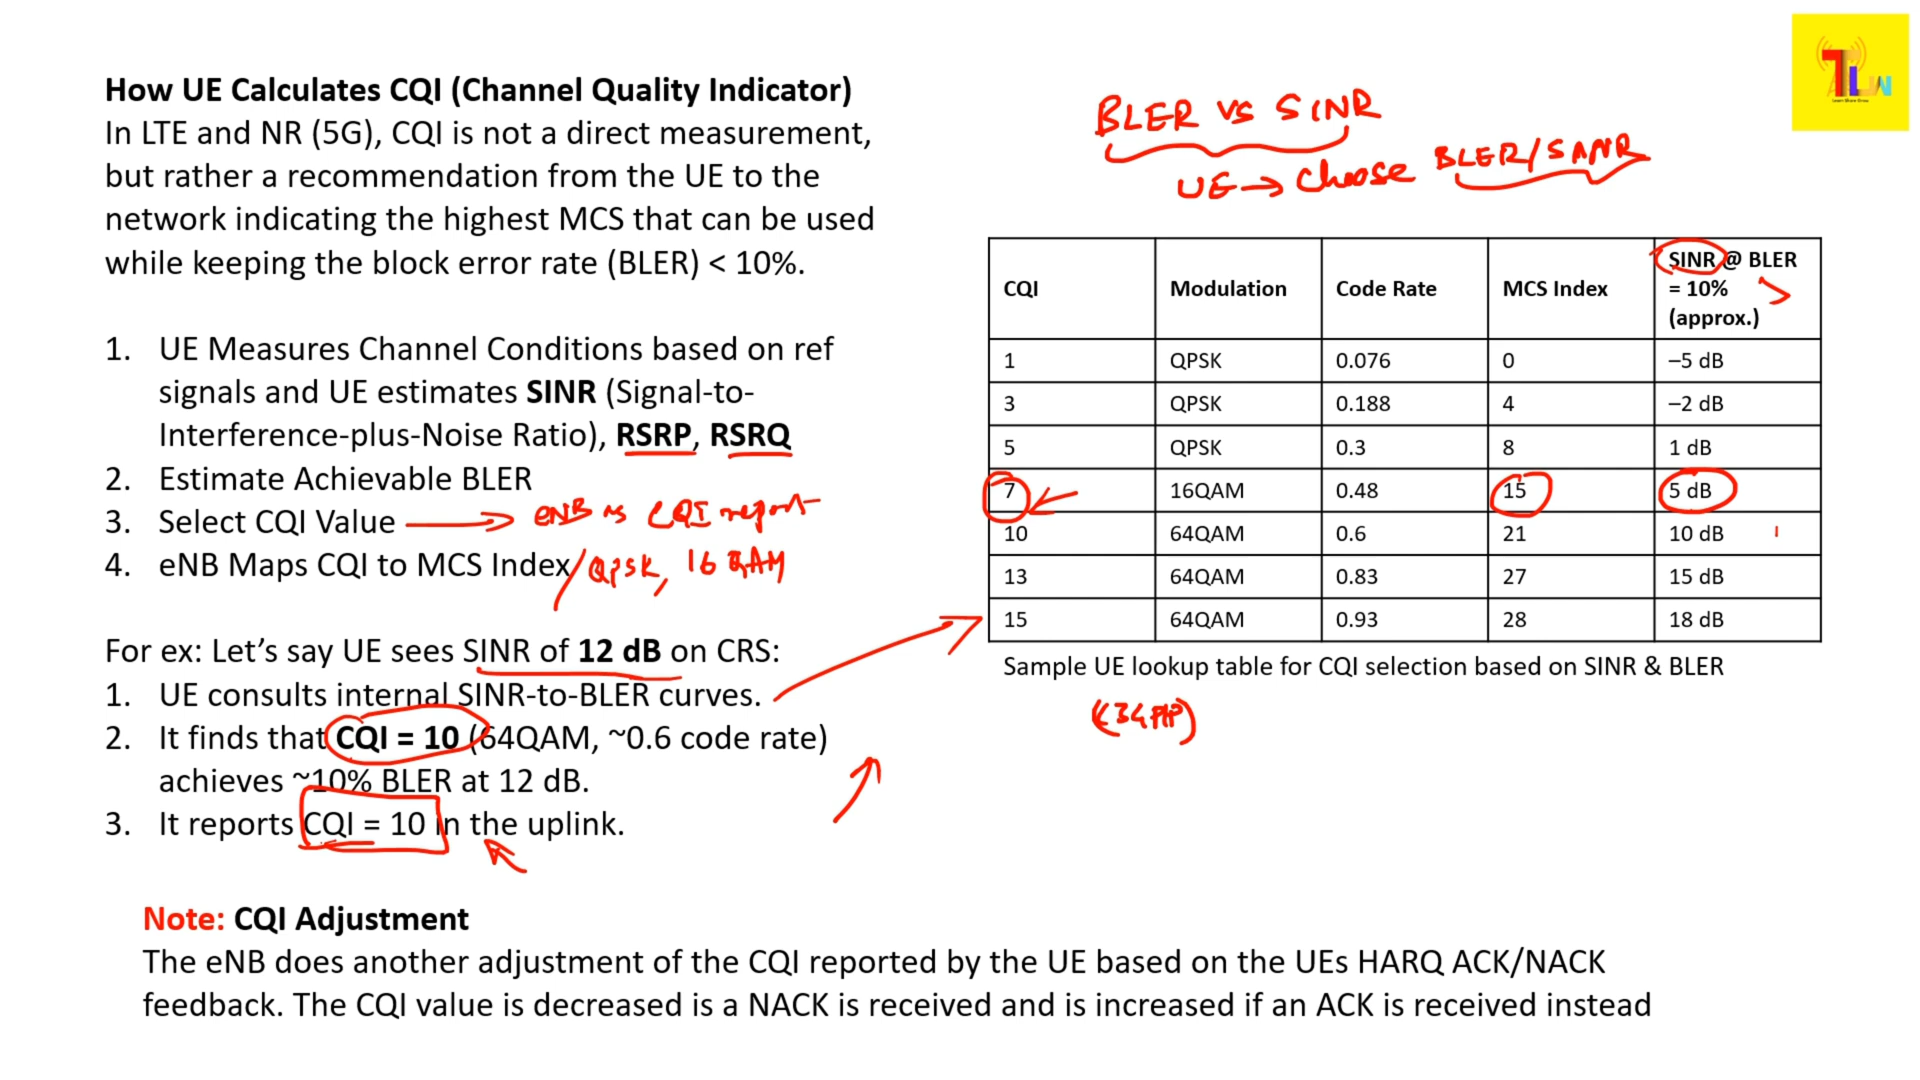 How UE Calculates CQI (Channel Quality Indicator)
In LTE and NR (5G), CQI is not a direct measurement,
but rather a recommendation from the UE to the
network indicating the highest MCS that can be used
while keeping the block error rate (BLER) < 10%.
1. UE Measures Channel Conditions based on ref
signals and UE estimates SINR (Signal-to-
Interference-plus-Noise Ratio), RSRP, RSRQ
2. Estimate Achievable BLER
3. Select CQI Value → eNB as CQI report
4. eNB Maps CQI to MCS Index / QPSK, 16 QAM
For ex: Let's say UE sees SINR of 12 dB on CRS:
1. UE consults internal SINR-to-BLER curves.
2. It finds that CQI = 10 (64QAM, ~0.6 code rate)
achieves ~10% BLER at 12 dB.
3. It reports CQI = 10 in the uplink.
BLER vs SINR
UE → choose BLER/SANR
CQI Modulation Code Rate MCS Index SINR @ BLER = 10% (approx.)
1 QPSK 0.076 0 –5 dB
3 QPSK 0.188 4 –2 dB
5 QPSK 0.3 8 1 dB
7 16QAM 0.48 15 5 dB
10 64QAM 0.6 21 10 dB
13 64QAM 0.83 27 15 dB
15 64QAM 0.93 28 18 dB
Sample UE lookup table for CQI selection based on SINR & BLER
Note: CQI Adjustment
The eNB does another adjustment of the CQI reported by the UE based on the UEs HARQ ACK/NACK
feedback. The CQI value is decreased is a NACK is received and is increased if an ACK is received instead